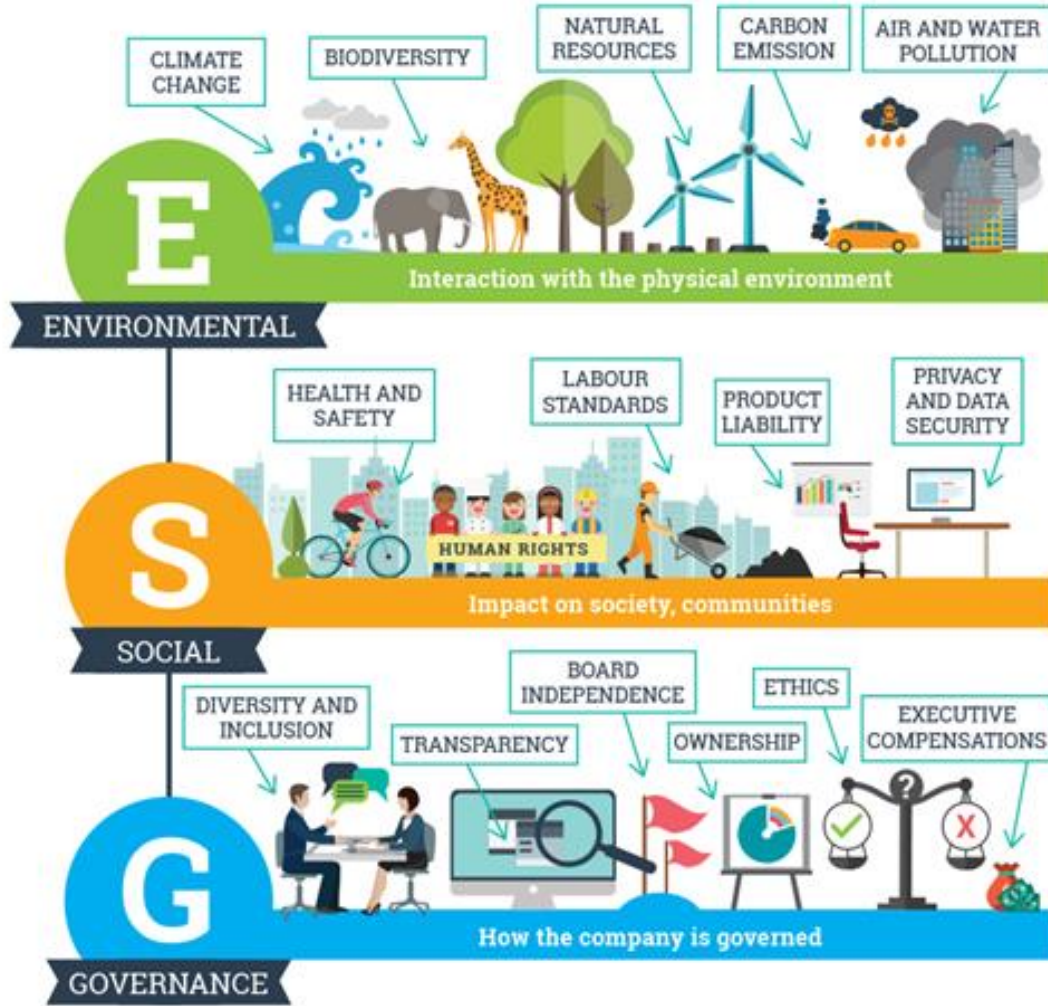 CLIMATE
CHANGE
BIODIVERSITY
NATURAL
RESOURCES
CARBON
EMISSION
AIR AND WATER
POLLUTION
E
Interaction with the physical environment
ENVIRONMENTAL
HEALTH AND
SAFETY
LABOUR
STANDARDS
PRODUCT
LIABILITY
PRIVACY
AND DATA
SECURITY
HUMAN RIGHTS
S
Impact on society, communities
SOCIAL
DIVERSITY AND
INCLUSION
TRANSPARENCY
BOARD
INDEPENDENCE
OWNERSHIP
ETHICS
EXECUTIVE
COMPENSATIONS
?
G
How the company is governed
GOVERNANCE